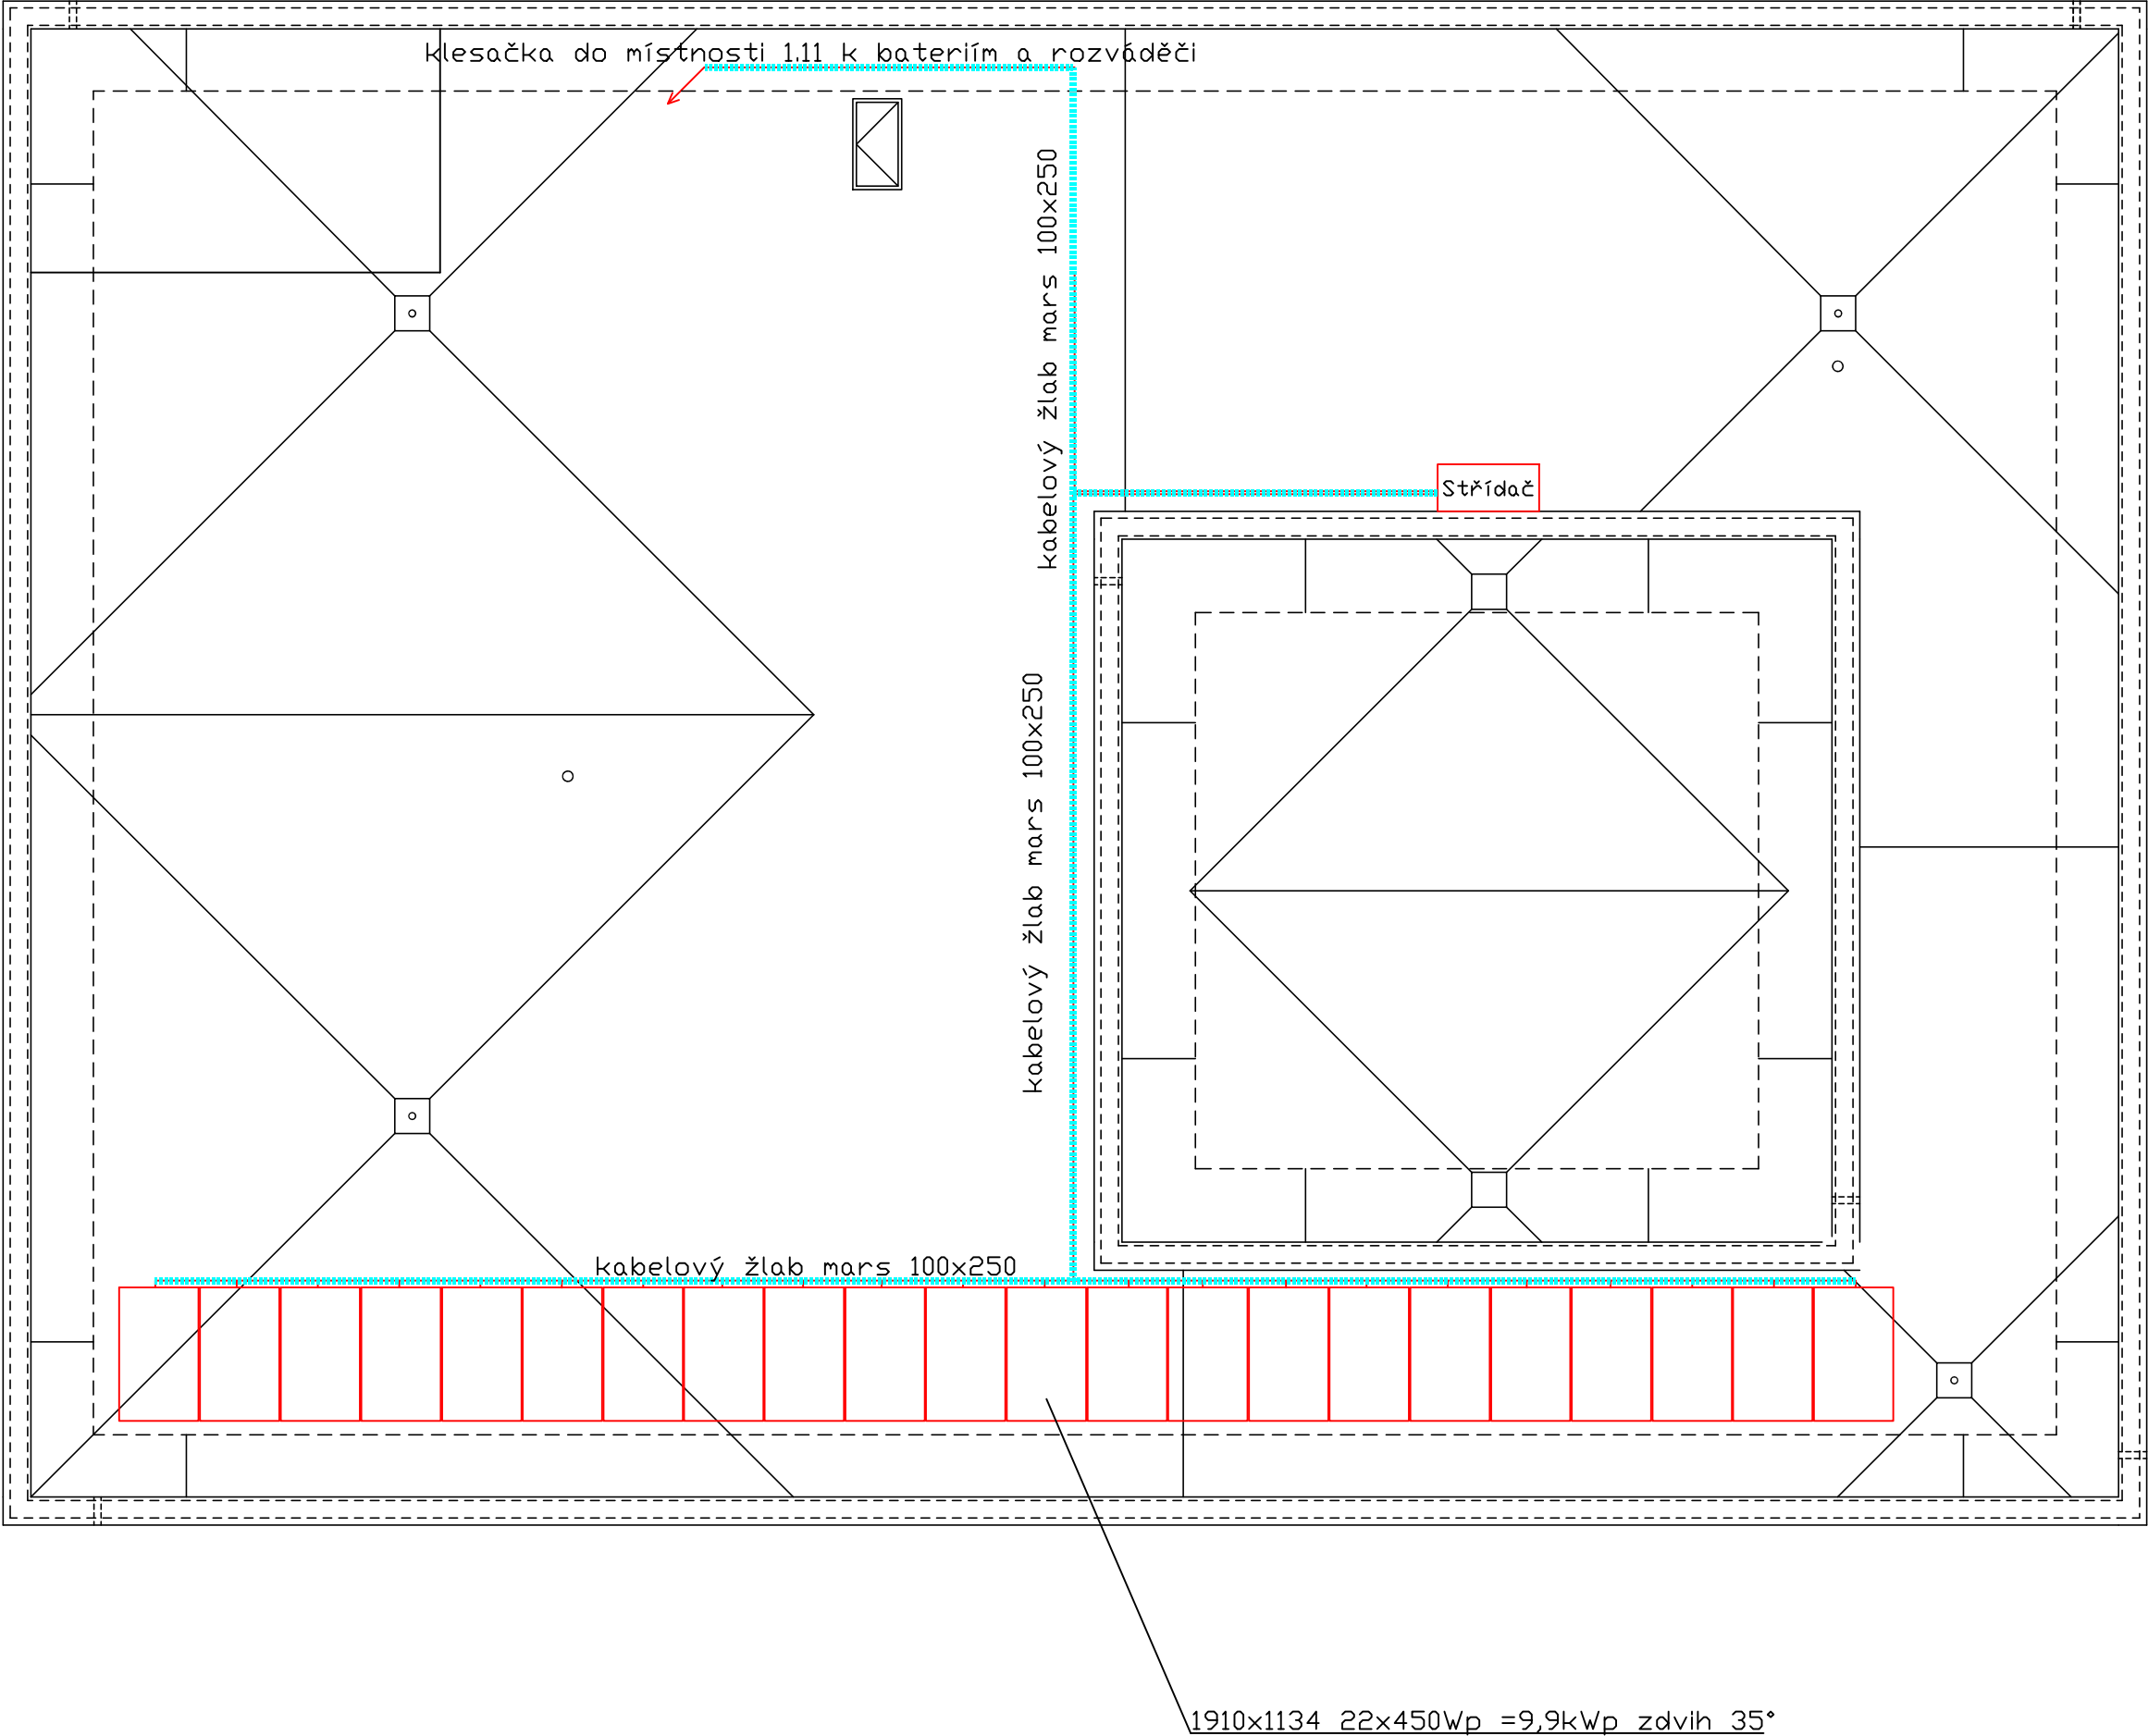 klesačka do místnosti 1.11 k bateriím a rozváděči
kabelový žlab mars 100x250
Střídač
kabelový žlab mars 100x250
kabelový žlab mars 100x250
1910x1134 22x450Wp =9,9kWp zdvih 35°